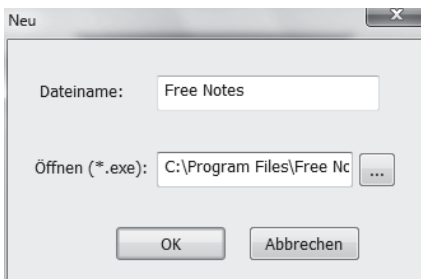 Neu
Dateiname: Free Notes
Öffnen (*.exe): C:\Program Files\Free Nc ...
OK Abbrechen